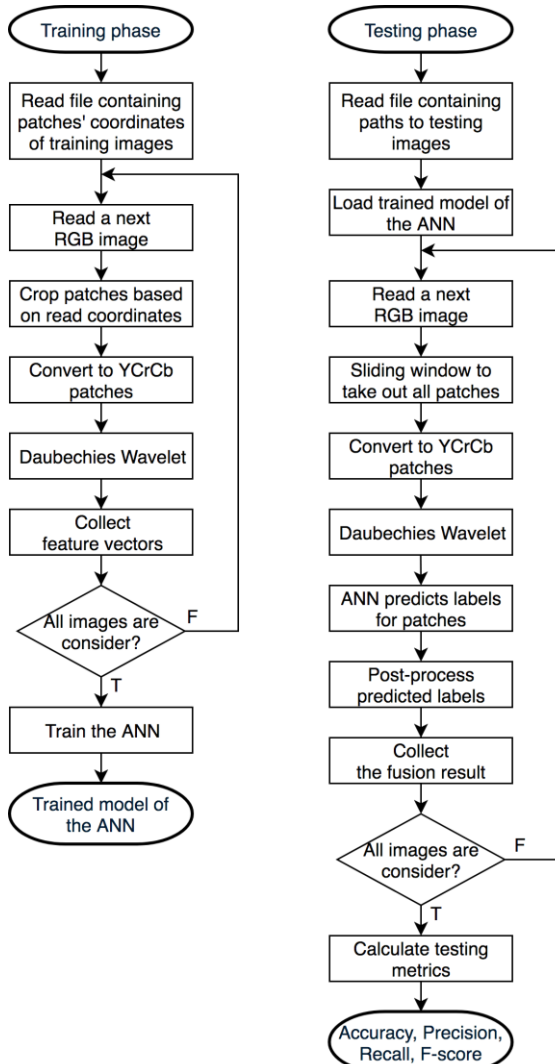 Training phase
Read file containing
patches' coordinates
of training images
Read a next
RGB image
Crop patches based
on read coordinates
Convert to YCrCb
patches
Daubechies Wavelet
Collect
feature vectors
All images are
consider?
F
T
Train the ANN
Trained model of
the ANN
Testing phase
Read file containing
paths to testing
images
Load trained model of
the ANN
Read a next
RGB image
Sliding window to
take out all patches
Convert to YCrCb
patches
Daubechies Wavelet
ANN predicts labels
for patches
Post-process
predicted labels
Collect
the fusion result
All images are
consider?
F
T
Calculate testing
metrics
Accuracy, Precision,
Recall, F-score